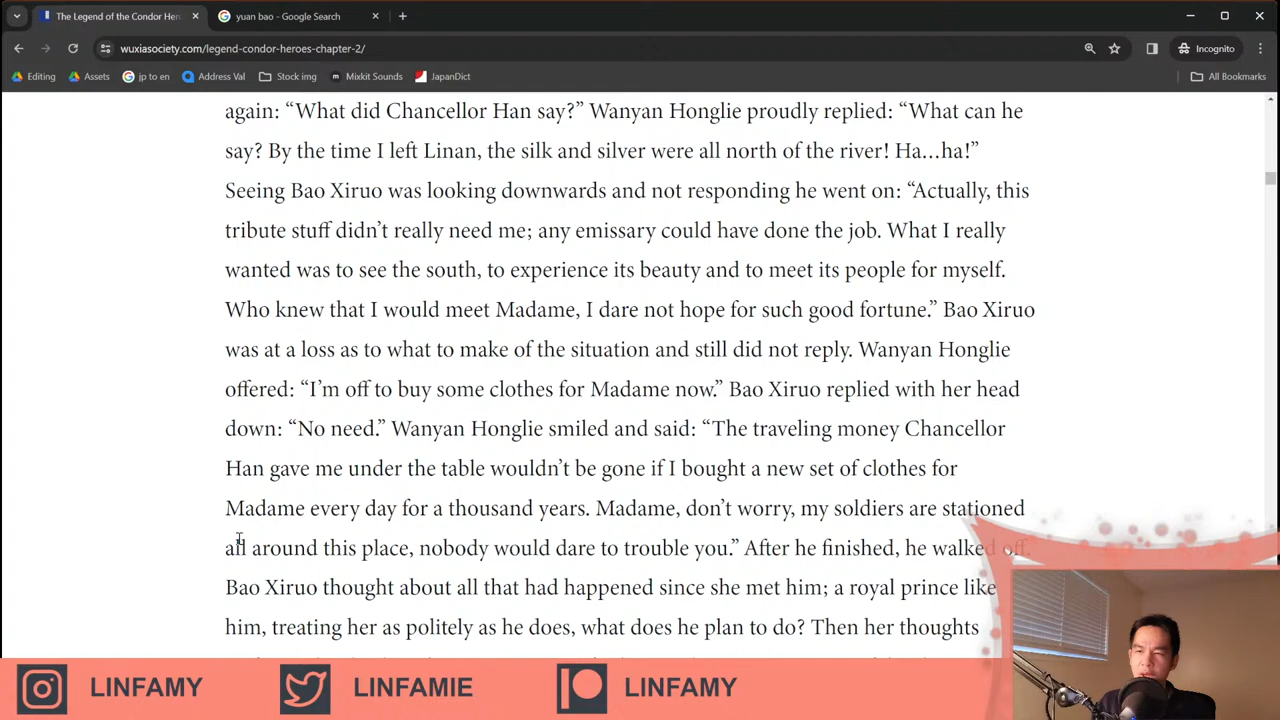 The Legend of the Condor Her
yuan bao - Google Search
wuxiasociety.com/legend-condor-heroes-chapter-2/
Incognito
Editing
Assets
jp to en
Address Val
Stock img
Mixkit Sounds
JapanDict
All Bookmarks
again: “What did Chancellor Han say?” Wanyan Honglie proudly replied: “What can he
say? By the time I left Linan, the silk and silver were all north of the river! Ha…ha!”
Seeing Bao Xiruo was looking downwards and not responding he went on: “Actually, this
tribute stuff didn’t really need me; any emissary could have done the job. What I really
wanted was to see the south, to experience its beauty and to meet its people for myself.
Who knew that I would meet Madame, I dare not hope for such good fortune.” Bao Xiruo
was at a loss as to what to make of the situation and still did not reply. Wanyan Honglie
offered: “I’m off to buy some clothes for Madame now.” Bao Xiruo replied with her head
down: “No need.” Wanyan Honglie smiled and said: “The traveling money Chancellor
Han gave me under the table wouldn’t be gone if I bought a new set of clothes for
Madame every day for a thousand years. Madame, don’t worry, my soldiers are stationed
all around this place, nobody would dare to trouble you.” After he finished, he walked off.
Bao Xiruo thought about all that had happened since she met him; a royal prince like
him, treating her as politely as he does, what does he plan to do? Then her thoughts
LINFAMY
LINFAMIE
LINFAMY